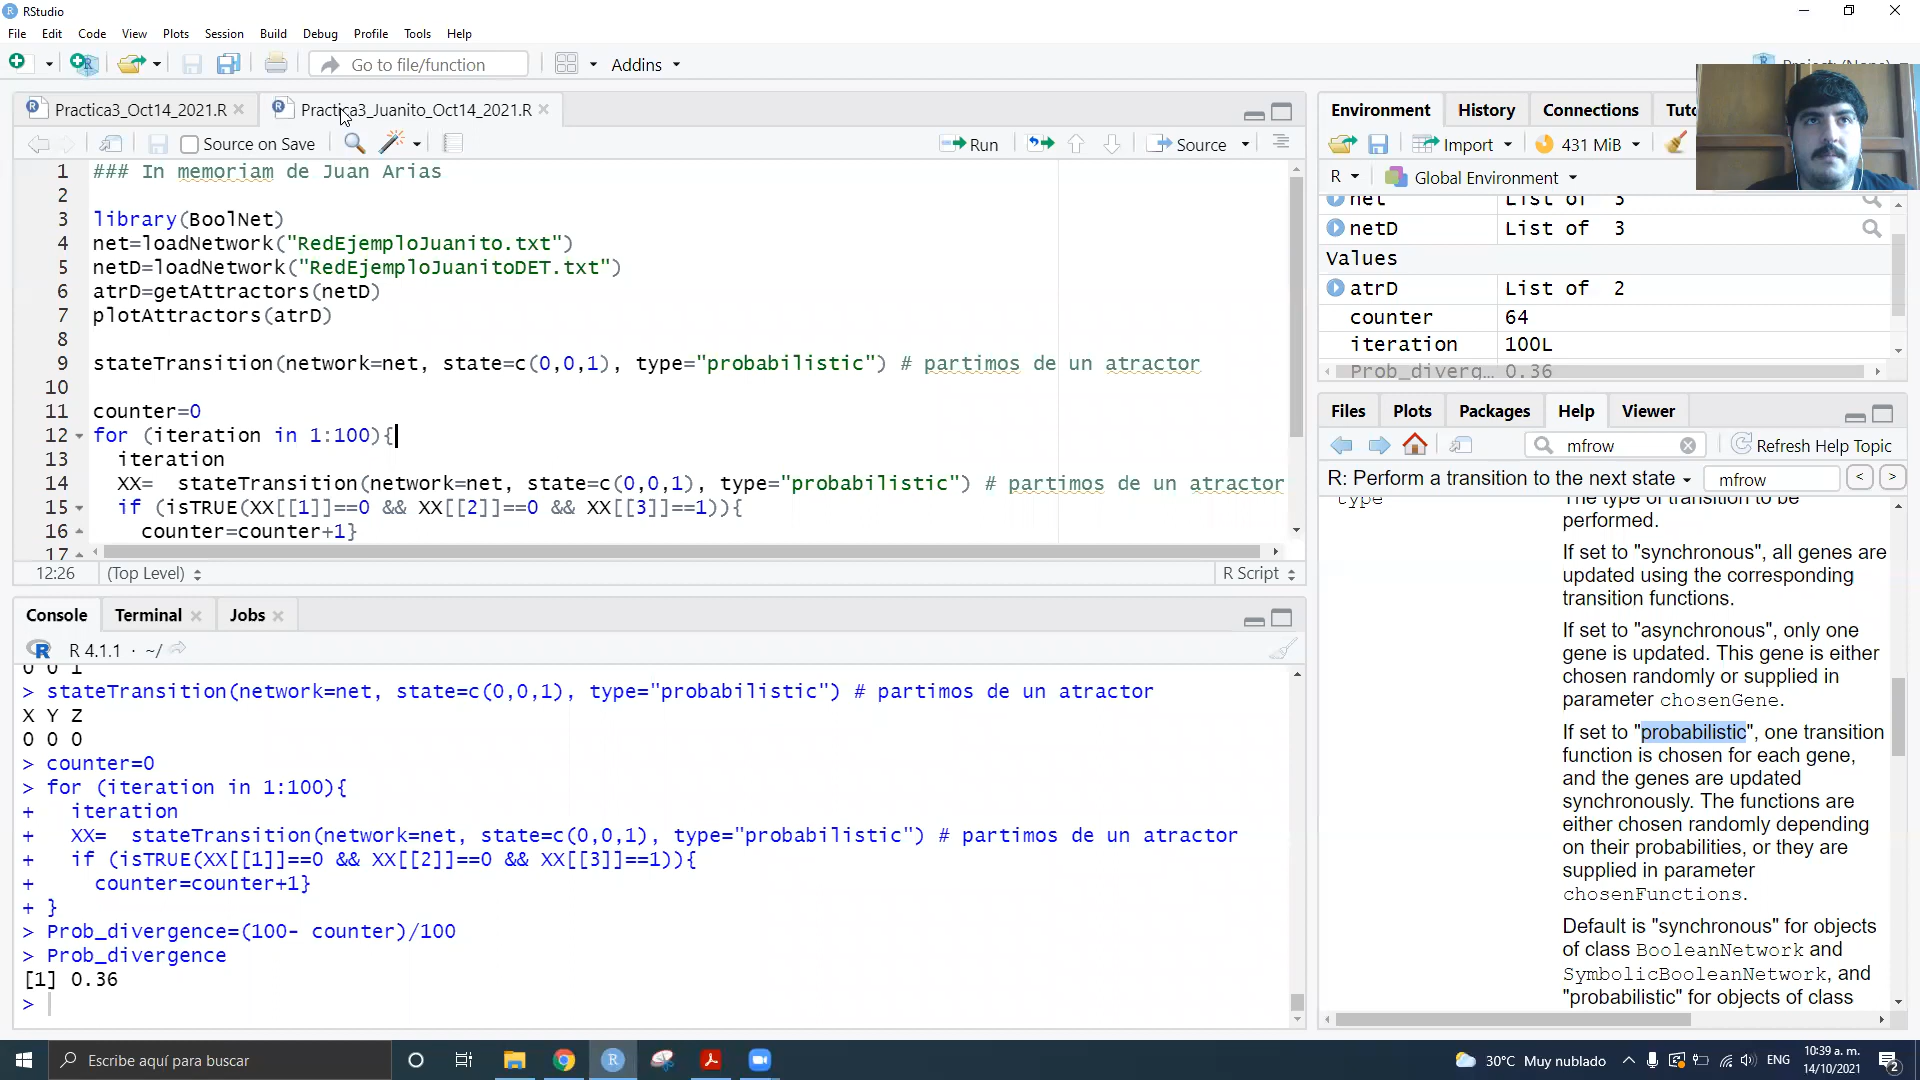 RStudio
File Edit Code View Plots Session Build Debug Profile Tools Help
Go to file/function Addins
Practica3_Oct14_2021.R Practica3_Juanito_Oct14_2021.R
Source on Save Run Source
1 ### In memoriam de Juan Arias
2
3 library(BoolNet)
4 net=loadNetwork("RedEjemploJuanito.txt")
5 netD=loadNetwork("RedEjemploJuanitoDET.txt")
6 atrD=getAttractors(netD)
7 plotAttractors(atrD)
8
9 stateTransition(network=net, state=c(0,0,1), type="probabilistic") # partimos de un atractor
10
11 counter=0
12 for (iteration in 1:100){
13 iteration
14 XX= stateTransition(network=net, state=c(0,0,1), type="probabilistic") # partimos de un atractor
15 if (isTRUE(XX[[1]]==0 && XX[[2]]==0 && XX[[3]]==1)){
16 counter=counter+1}
17
12:26 (Top Level) R Script
Console Terminal Jobs
R 4.1.1 · ~/
0 0 1
> stateTransition(network=net, state=c(0,0,1), type="probabilistic") # partimos de un atractor
X Y Z
0 0 0
> counter=0
> for (iteration in 1:100){
+ iteration
+ XX= stateTransition(network=net, state=c(0,0,1), type="probabilistic") # partimos de un atractor
+ if (isTRUE(XX[[1]]==0 && XX[[2]]==0 && XX[[3]]==1)){
+ counter=counter+1}
+ }
> Prob_divergence=(100- counter)/100
> Prob_divergence
[1] 0.36
>
Environment History Connections Tuto
Import 431 MiB
R Global Environment
net List of 3
netD List of 3
Values
atrD List of 2
counter 64
iteration 100L
Prob_diverg… 0.36
Files Plots Packages Help Viewer
mfrow Refresh Help Topic
R: Perform a transition to the next state mfrow
type The type of transition to be
performed.
If set to "synchronous", all genes are
updated using the corresponding
transition functions.
If set to "asynchronous", only one
gene is updated. This gene is either
chosen randomly or supplied in
parameter chosenGene.
If set to "probabilistic", one transition
function is chosen for each gene,
and the genes are updated
synchronously. The functions are
either chosen randomly depending
on their probabilities, or they are
supplied in parameter
chosenFunctions.
Default is "synchronous" for objects
of class BooleanNetwork and
SymbolicBooleanNetwork, and
"probabilistic" for objects of class
Escribe aquí para buscar
30°C Muy nublado ENG 10:39 a. m.
14/10/2021
2